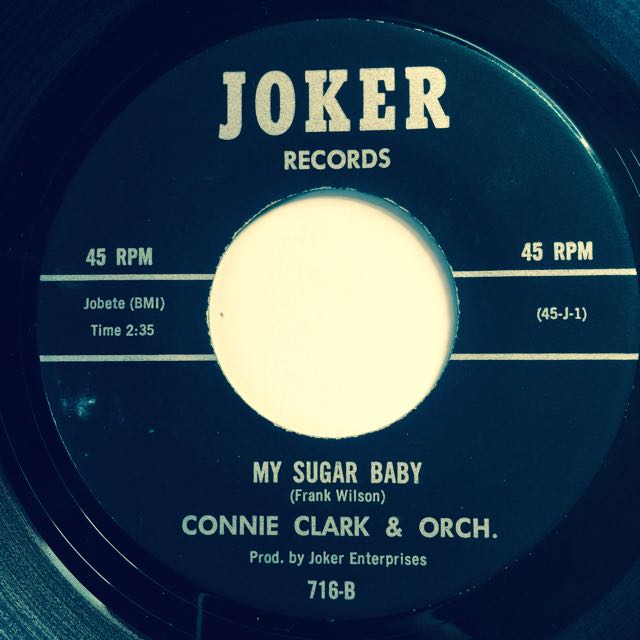 JOKER
RECORDS
45 RPM
45 RPM
Jobete (BMI)
Time 2:35
(45-J-1)
MY SUGAR BABY
(Frank Wilson)
CONNIE CLARK & ORCH.
Prod. by Joker Enterprises
716-B